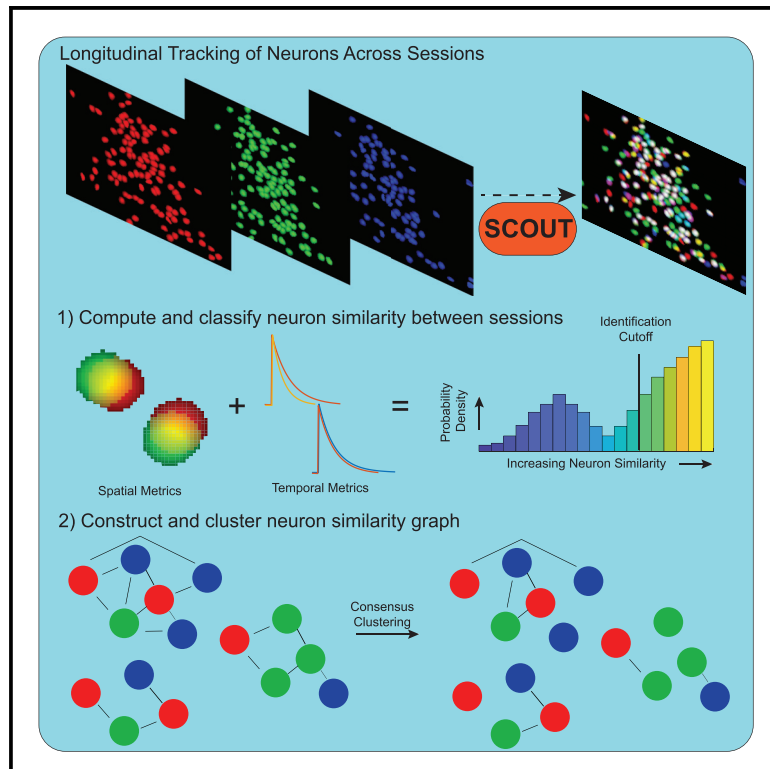 Longitudinal Tracking of Neurons Across Sessions
SCOUT
1) Compute and classify neuron similarity between sessions
Identification
Cutoff
+
=
Probability
Density
Increasing Neuron Similarity
Spatial Metrics
Temporal Metrics
2) Construct and cluster neuron similarity graph
Consensus
Clustering